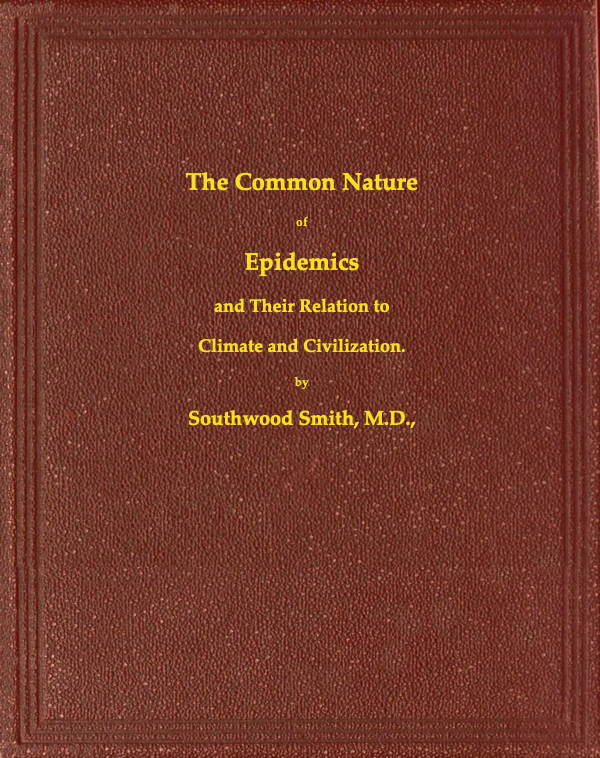 The Common Nature
of
Epidemics
and Their Relation to
Climate and Civilization.
by
Southwood Smith, M.D.,